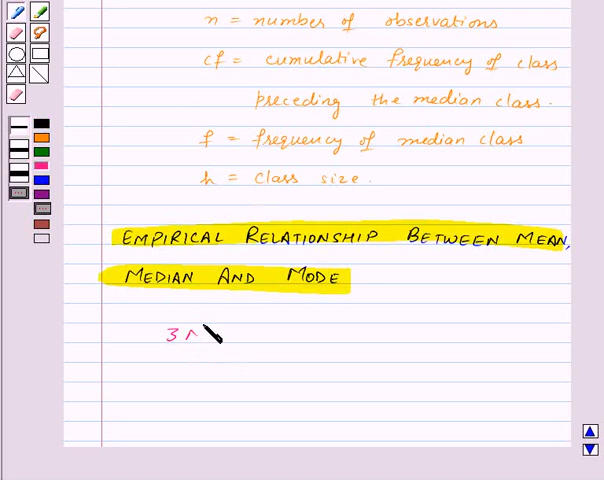 n = number of observations
cf = cumulative frequency of class
preceding the median class.
f = frequency of median class
h = class size.
EMPIRICAL RELATIONSHIP BETWEEN MEAN,
MEDIAN AND MODE
3